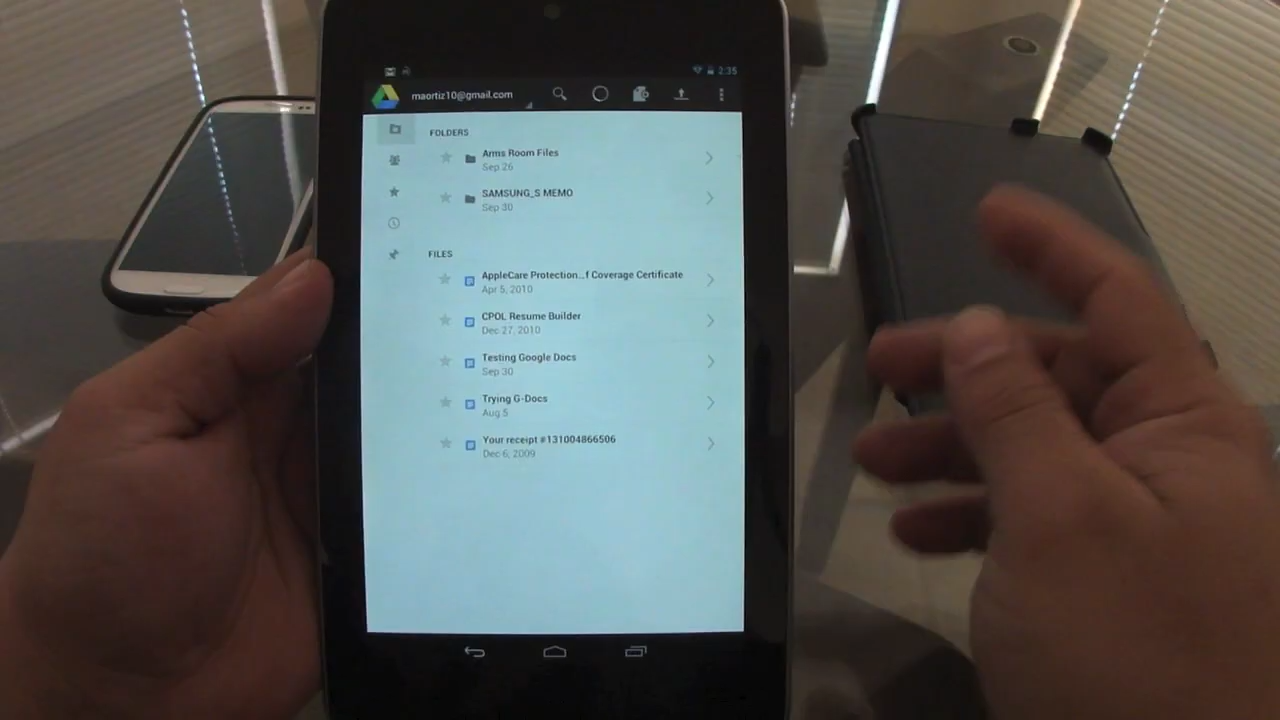 2:35
maortiz10@gmail.com
FOLDERS
Arms Room Files
Sep 26
SAMSUNG_S MEMO
Sep 30
FILES
AppleCare Protection...f Coverage Certificate
Apr 5, 2010
CPOL Resume Builder
Dec 27, 2010
Testing Google Docs
Sep 30
Trying G-Docs
Aug 5
Your receipt #131004866506
Dec 6, 2009